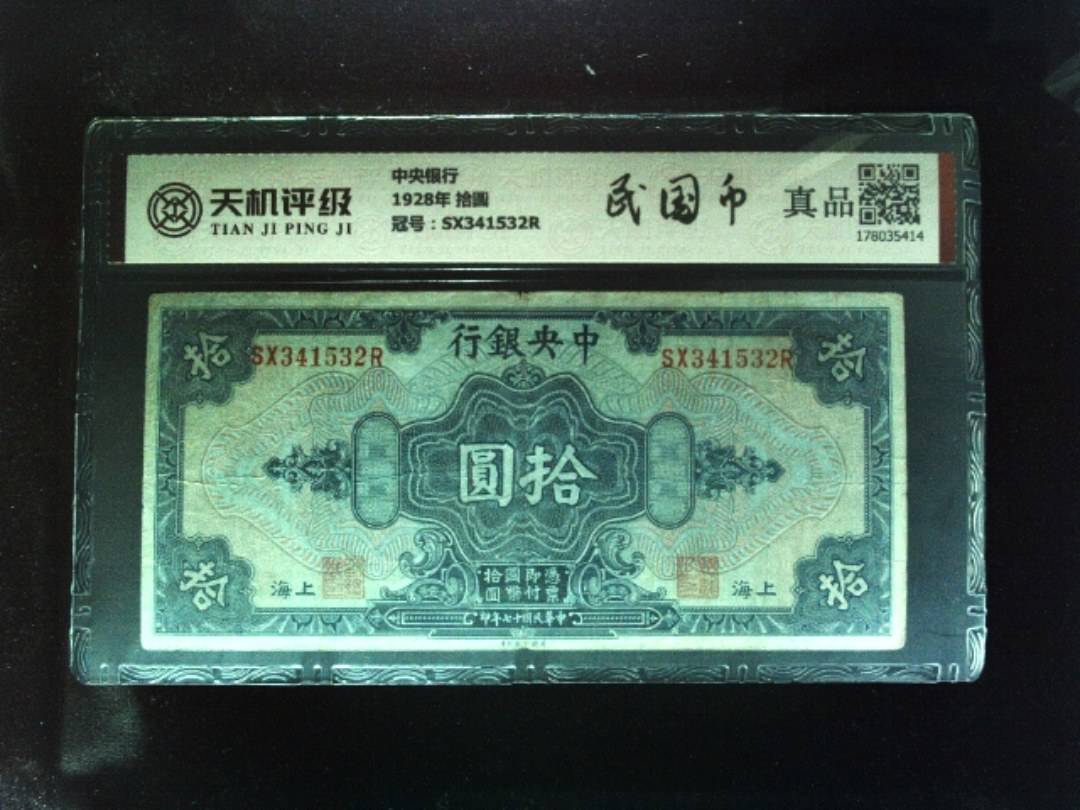 天机评级
TIAN JI PING JI
中央银行
1928年 拾圓
冠号：SX341532R
民国币
真品
178035414
行銀央中
拾
SX341532R
SX341532R
拾
圓拾
拾
上海
憑票即付國幣拾圓
上海
拾
印年七十國民華中